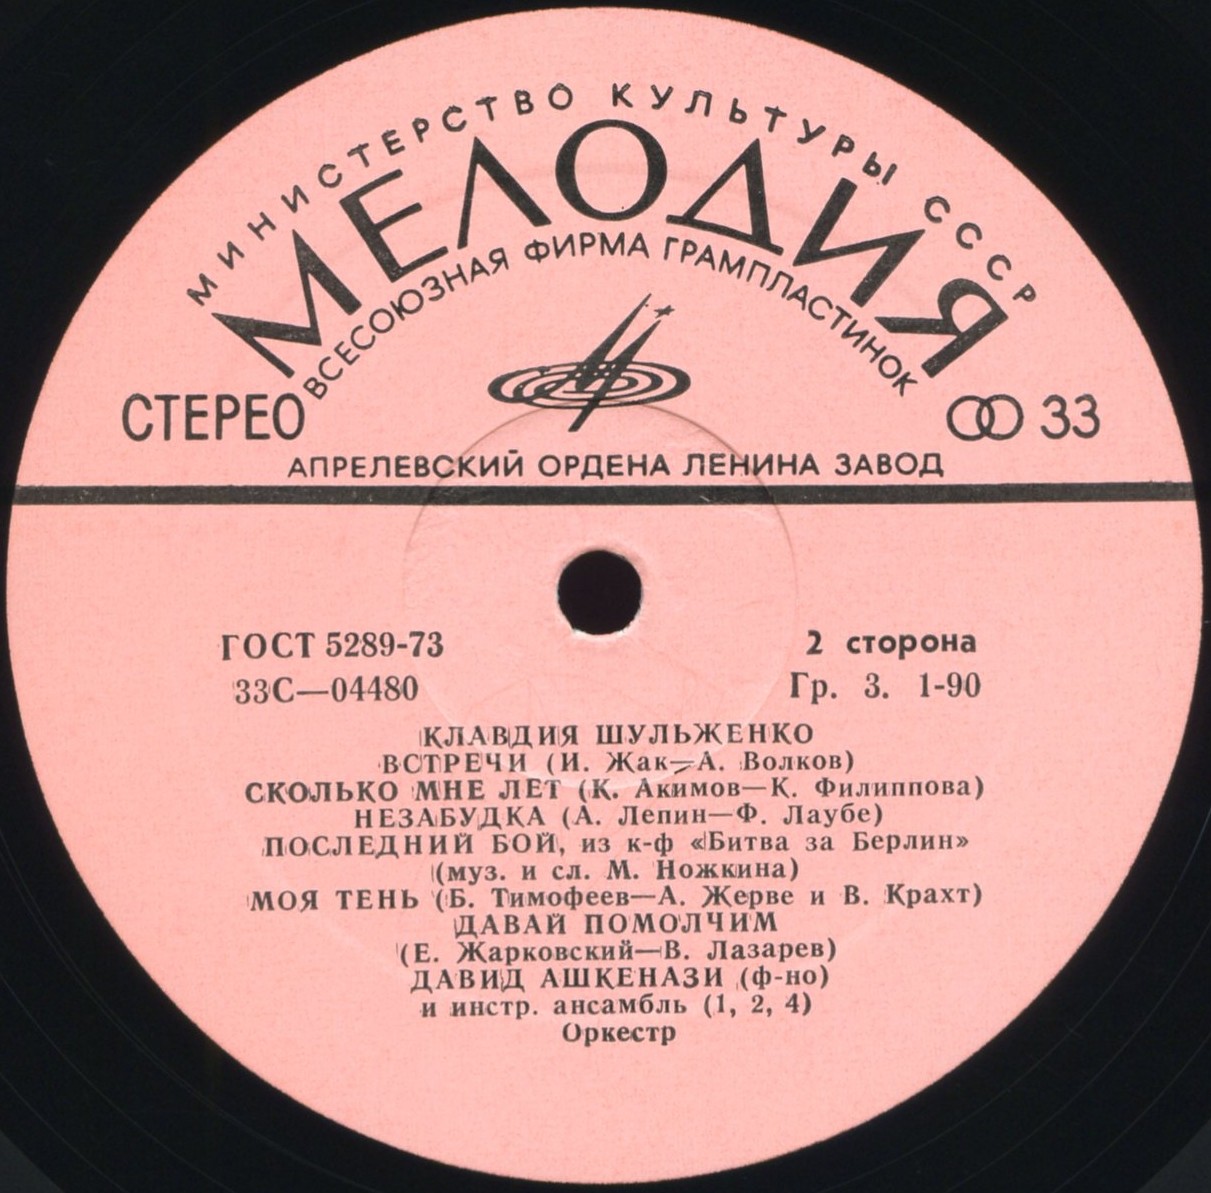 МИНИСТЕРСТВО КУЛЬТУРЫ СССР
МЕЛОДИЯ
ВСЕСОЮЗНАЯ ФИРМА ГРАМПЛАСТИНОК
СТЕРЕО
33
АПРЕЛЕВСКИЙ ОРДЕНА ЛЕНИНА ЗАВОД
ГОСТ 5289-73
2 сторона
33С—04480
Гр. 3. 1-90
КЛАВДИЯ ШУЛЬЖЕНКО
ВСТРЕЧИ (И. Жак—А. Волков)
СКОЛЬКО МНЕ ЛЕТ (К. Акимов—К. Филиппова)
НЕЗАБУДКА (А. Лепин—Ф. Лаубе)
ПОСЛЕДНИЙ БОЙ, из к-ф «Битва за Берлин»
(муз. и сл. М. Ножкина)
МОЯ ТЕНЬ (Б. Тимофеев—А. Жерве и В. Крахт)
ДАВАЙ ПОМОЛЧИМ
(Е. Жарковский—В. Лазарев)
ДАВИД АШКЕНАЗИ (ф-но)
и инстр. ансамбль (1, 2, 4)
Оркестр